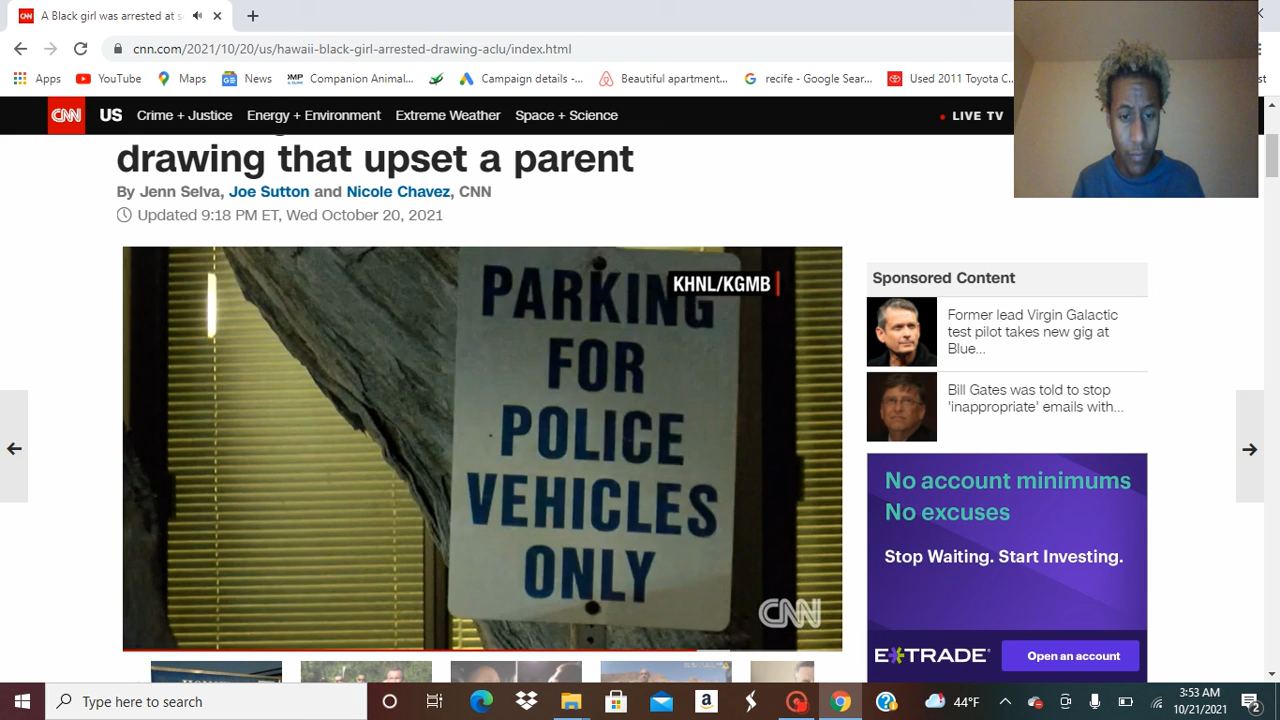 A Black girl was arrested at s
cnn.com/2021/10/20/us/hawaii-black-girl-arrested-drawing-aclu/index.html
Apps YouTube Maps News Companion Animal... Campaign details -... Beautiful apartment... recife - Google Sear... Used 2011 Toyota C...
CNN US Crime + Justice Energy + Environment Extreme Weather Space + Science LIVE TV
drawing that upset a parent
By Jenn Selva, Joe Sutton and Nicole Chavez, CNN
Updated 9:18 PM ET, Wed October 20, 2021
KHNL/KGMB
PARKING
FOR
POLICE
VEHICLES
ONLY
CNN
Sponsored Content
Former lead Virgin Galactic
test pilot takes new gig at
Blue...
Bill Gates was told to stop
'inappropriate' emails with...
No account minimums
No excuses
Stop Waiting. Start Investing.
E*TRADE Open an account
Type here to search
44°F
3:53 AM
10/21/2021
2